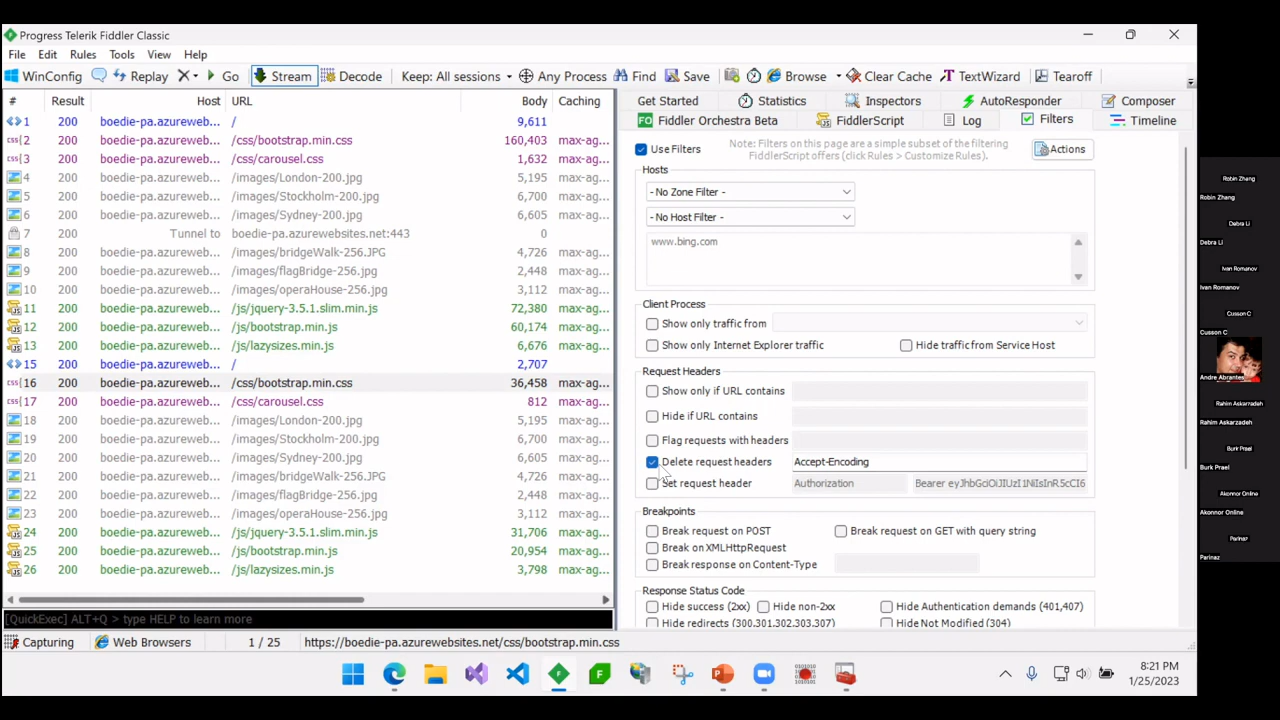 Progress Telerik Fiddler Classic
File Edit Rules Tools View Help
WinConfig Replay Go Stream Decode Keep: All sessions Any Process Find Save Browse Clear Cache TextWizard Tearoff
# Result Host URL Body Caching
1 200 boedie-pa.azureweb... / 9,611
2 200 boedie-pa.azureweb... /css/bootstrap.min.css 160,403 max-ag...
3 200 boedie-pa.azureweb... /css/carousel.css 1,632 max-ag...
4 200 boedie-pa.azureweb... /images/London-200.jpg 5,195 max-ag...
5 200 boedie-pa.azureweb... /images/Stockholm-200.jpg 6,700 max-ag...
6 200 boedie-pa.azureweb... /images/Sydney-200.jpg 6,605 max-ag...
7 200 Tunnel to boedie-pa.azurewebsites.net:443 0
8 200 boedie-pa.azureweb... /images/bridgeWalk-256.JPG 4,726 max-ag...
9 200 boedie-pa.azureweb... /images/flagBridge-256.jpg 2,448 max-ag...
10 200 boedie-pa.azureweb... /images/operaHouse-256.jpg 3,112 max-ag...
11 200 boedie-pa.azureweb... /js/jquery-3.5.1.slim.min.js 72,380 max-ag...
12 200 boedie-pa.azureweb... /js/bootstrap.min.js 60,174 max-ag...
13 200 boedie-pa.azureweb... /js/lazysizes.min.js 6,676 max-ag...
15 200 boedie-pa.azureweb... / 2,707
16 200 boedie-pa.azureweb... /css/bootstrap.min.css 36,458 max-ag...
17 200 boedie-pa.azureweb... /css/carousel.css 812 max-ag...
18 200 boedie-pa.azureweb... /images/London-200.jpg 5,195 max-ag...
19 200 boedie-pa.azureweb... /images/Stockholm-200.jpg 6,700 max-ag...
20 200 boedie-pa.azureweb... /images/Sydney-200.jpg 6,605 max-ag...
21 200 boedie-pa.azureweb... /images/bridgeWalk-256.JPG 4,726 max-ag...
22 200 boedie-pa.azureweb... /images/flagBridge-256.jpg 2,448 max-ag...
23 200 boedie-pa.azureweb... /images/operaHouse-256.jpg 3,112 max-ag...
24 200 boedie-pa.azureweb... /js/jquery-3.5.1.slim.min.js 31,706 max-ag...
25 200 boedie-pa.azureweb... /js/bootstrap.min.js 20,954 max-ag...
26 200 boedie-pa.azureweb... /js/lazysizes.min.js 3,798 max-ag...
[QuickExec] ALT+Q > type HELP to learn more
Capturing Web Browsers 1 / 25 https://boedie-pa.azurewebsites.net/css/bootstrap.min.css
Get Started Statistics Inspectors AutoResponder Composer
FO Fiddler Orchestra Beta FiddlerScript Log Filters Timeline
Use Filters
Note: Filters on this page are a simple subset of the filtering
FiddlerScript offers (click Rules > Customize Rules).
Actions
Hosts
- No Zone Filter -
- No Host Filter -
www.bing.com
Client Process
Show only traffic from
Show only Internet Explorer traffic Hide traffic from Service Host
Request Headers
Show only if URL contains
Hide if URL contains
Flag requests with headers
Delete request headers Accept-Encoding
Set request header Authorization
Breakpoints
Break request on POST Break request on GET with query string
Break on XMLHttpRequest
Break response on Content-Type
Response Status Code
Hide success (2xx) Hide non-2xx Hide Authentication demands (401,407)
Hide redirects (300,301,302,303,307) Hide Not Modified (304)
8:21 PM
1/25/2023
Robin Zhang
Robin Zhang
Debra Li
Debra Li
Ivan Romanov
Ivan Romanov
Cusson C
Cusson C
Andre Abrantes
Rahim Askarzadeh
Rahim Askarzadeh
Burk Prael
Burk Prael
Akonnor Online
Akonnor Online
Parinaz
Parinaz